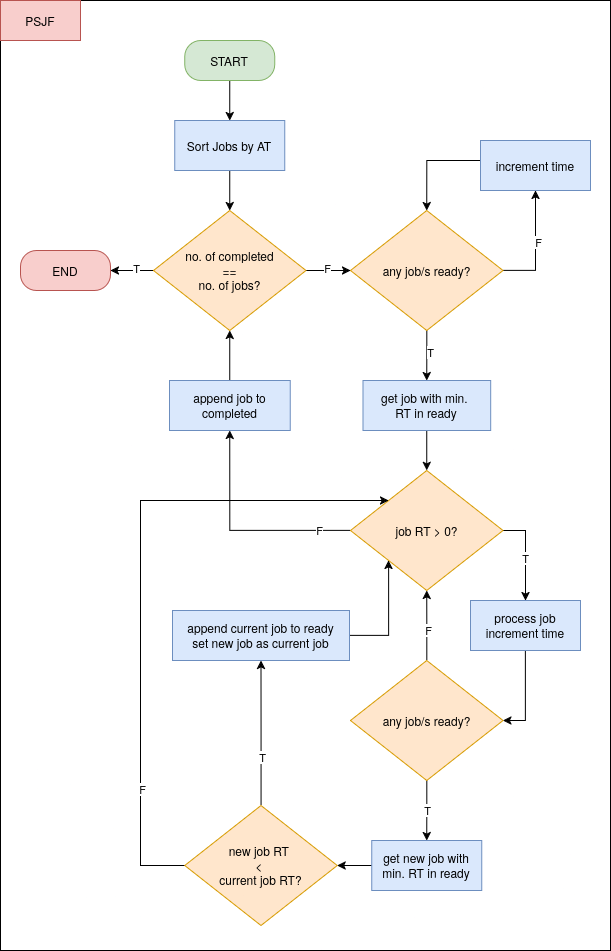 PSJF
START
Sort Jobs by AT
increment time
no. of completed
==
no. of jobs?
any job/s ready?
END
T
F
F
T
append job to
completed
get job with min.
RT in ready
job RT > 0?
F
T
append current job to ready
set new job as current job
process job
increment time
F
any job/s ready?
T
T
F
new job RT
<
current job RT?
get new job with
min. RT in ready